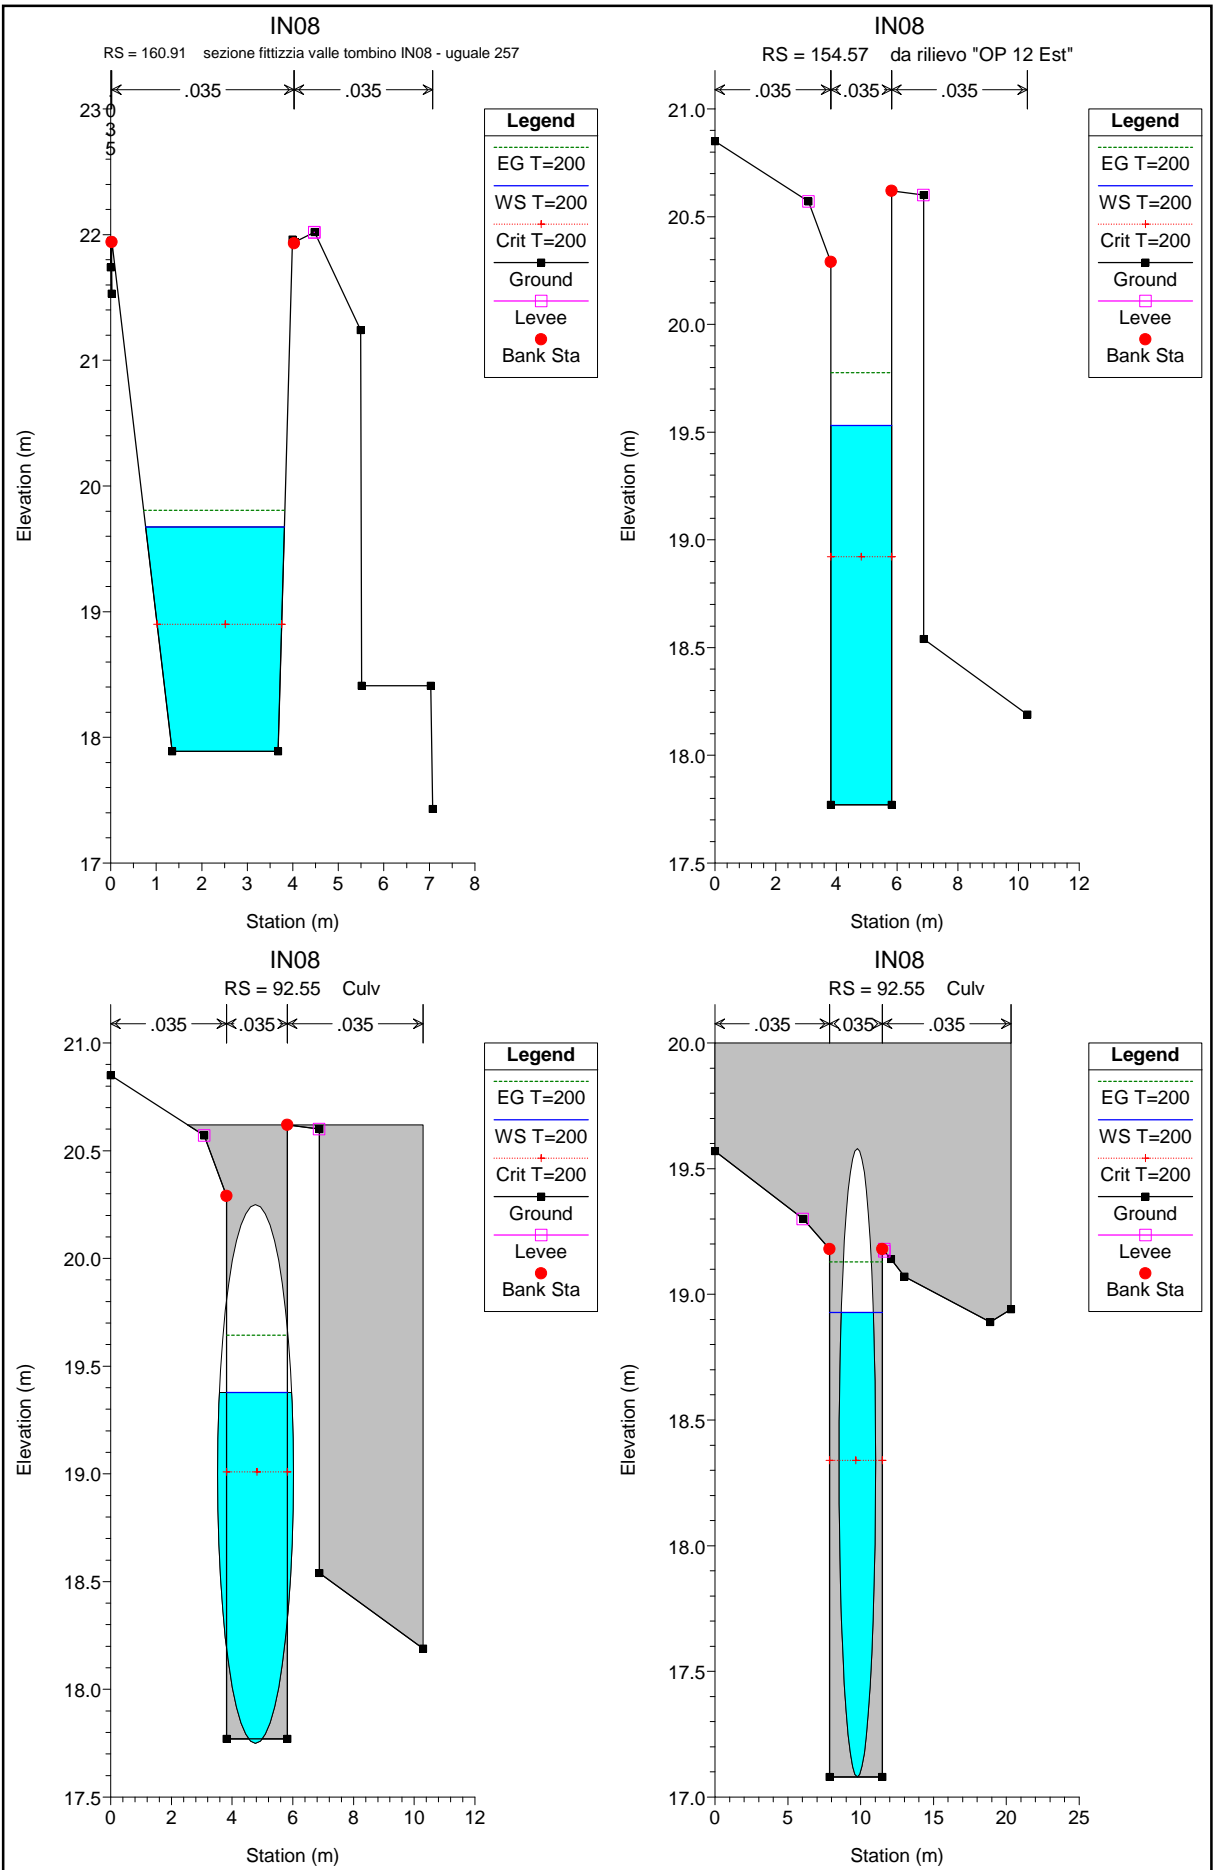 IN08
RS = 160.91 sezione fittizzia valle tombino IN08 - uguale 257
.035
.035
.035
23
22
21
20
19
18
17
0 1 2 3 4 5 6 7 8
Station (m)
Elevation (m)
Legend
EG T=200
WS T=200
Crit T=200
Ground
Levee
Bank Sta
IN08
RS = 154.57 da rilievo "OP 12 Est"
.035 .035 .035
21.0
20.5
20.0
19.5
19.0
18.5
18.0
17.5
0 2 4 6 8 10 12
Station (m)
Elevation (m)
Legend
EG T=200
WS T=200
Crit T=200
Ground
Levee
Bank Sta
IN08
RS = 92.55 Culv
.035 .035 .035
21.0
20.5
20.0
19.5
19.0
18.5
18.0
17.5
0 2 4 6 8 10 12
Station (m)
Elevation (m)
Legend
EG T=200
WS T=200
Crit T=200
Ground
Levee
Bank Sta
IN08
RS = 92.55 Culv
.035 .035 .035
20.0
19.5
19.0
18.5
18.0
17.5
17.0
0 5 10 15 20 25
Station (m)
Elevation (m)
Legend
EG T=200
WS T=200
Crit T=200
Ground
Levee
Bank Sta